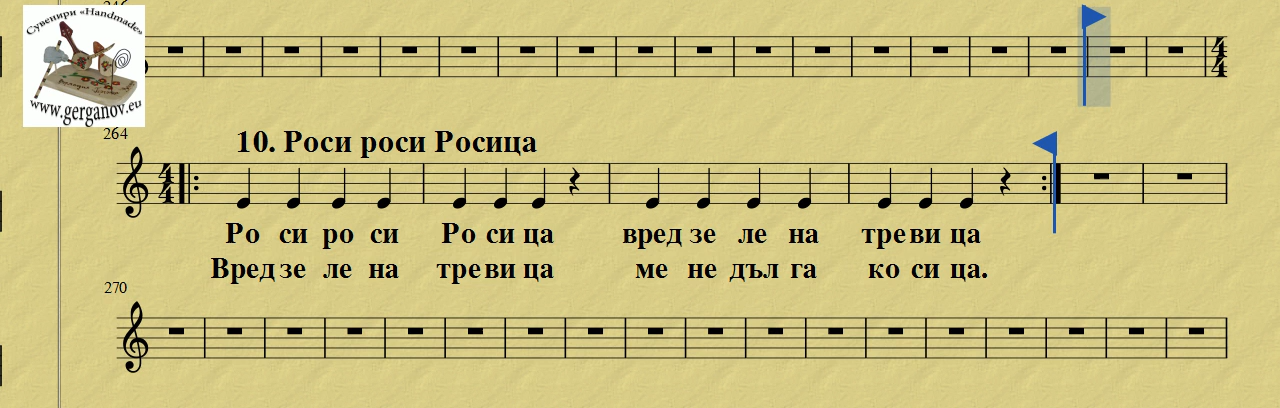 246
Сувенири «Handmade»
www.gerganov.eu
264
10. Роси роси Росица
Ро си ро си Ро си ца вред зе ле на тре ви ца
Вред зе ле на тре ви ца ме не дъл га ко си ца.
270